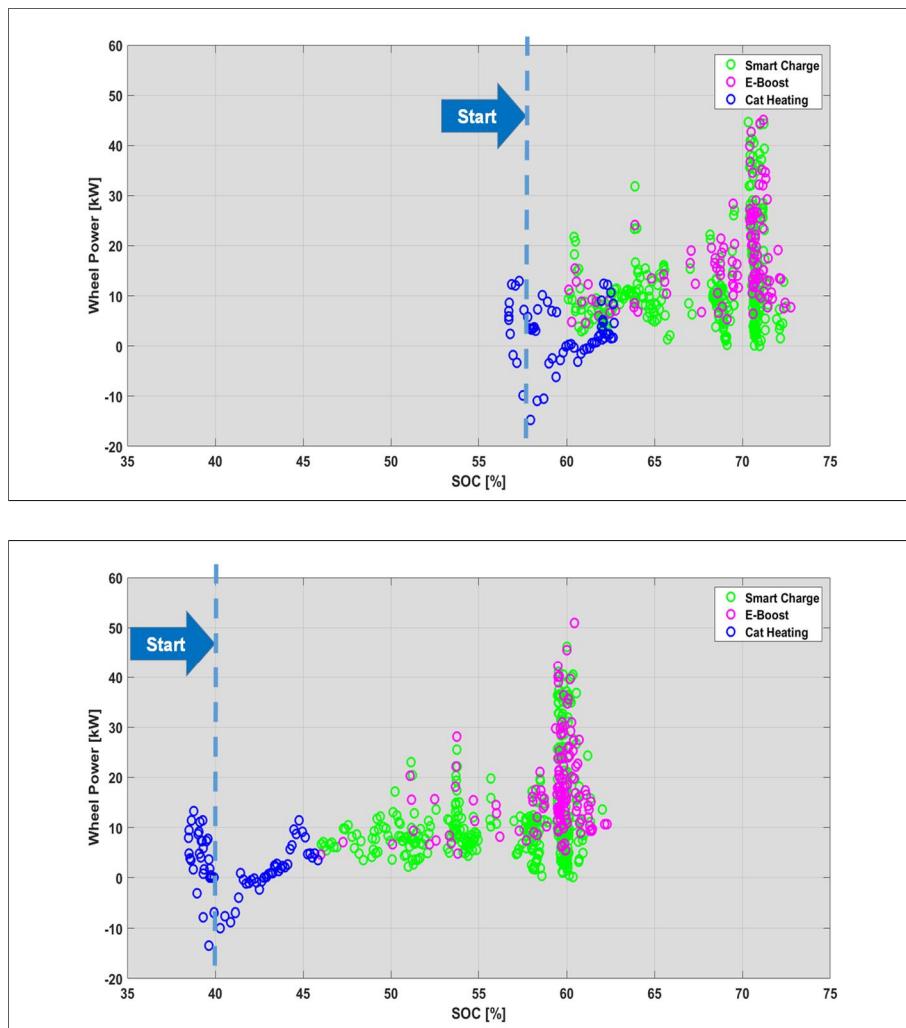 60
50
40
30
20
10
0
-10
-20
Wheel Power [kW]
Start
Smart Charge
E-Boost
Cat Heating
35 40 45 50 55 60 65 70 75
SOC [%]
60
50
40
30
20
10
0
-10
-20
Wheel Power [kW]
Start
Smart Charge
E-Boost
Cat Heating
35 40 45 50 55 60 65 70 75
SOC [%]